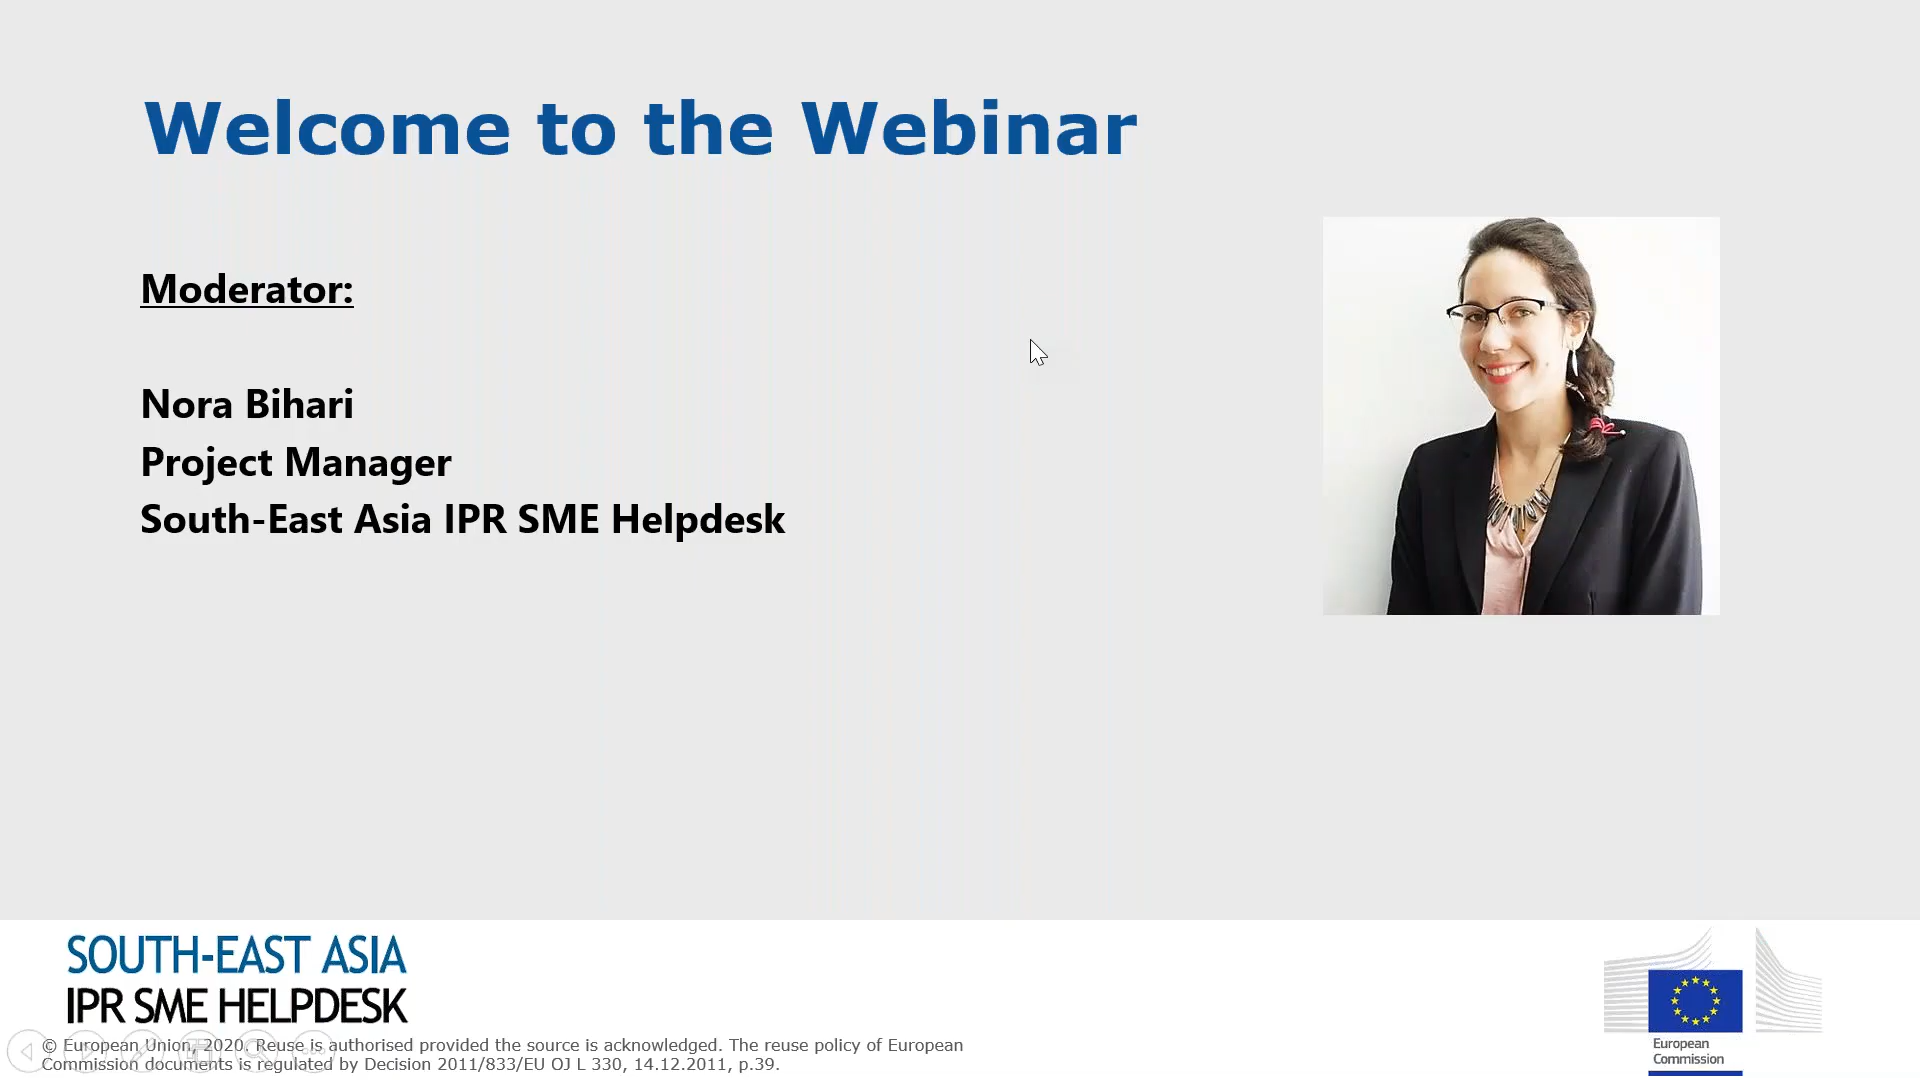 Welcome to the Webinar
Moderator:
Nora Bihari
Project Manager
South-East Asia IPR SME Helpdesk
SOUTH-EAST ASIA
IPR SME HELPDESK
© European Union, 2020. Reuse is authorised provided the source is acknowledged. The reuse policy of European
Commission documents is regulated by Decision 2011/833/EU OJ L 330, 14.12.2011, p.39.
European
Commission